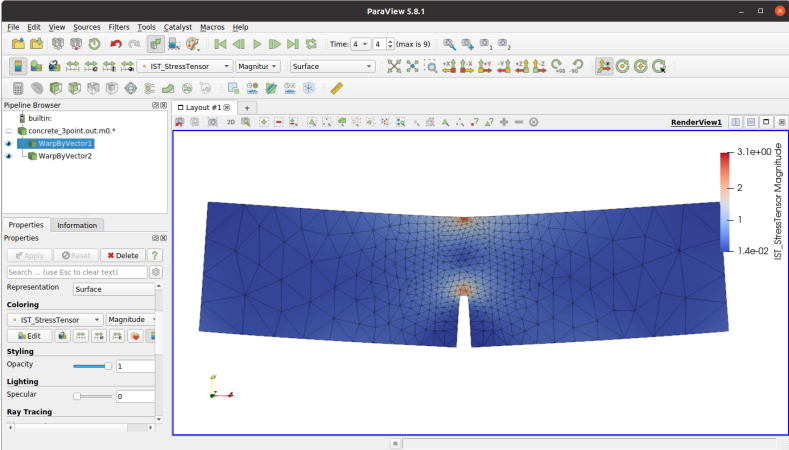 ParaView 5.8.1
File Edit View Sources Filters Tools Catalyst Macros Help
Time: 4 4 (max is 9)
IST_StressTensor Magnitu Surface
+X -X +Y -Y +Z -Z +90 -90
Pipeline Browser
Layout #1 +
builtin:
concrete_3point.out.m0.*
WarpByVector1
WarpByVector2
2D
RenderView1
Properties Information
Properties
Apply Reset Delete ?
Search ... (use Esc to clear text)
Representation Surface
Coloring
IST_StressTensor Magnitude
Edit
Styling
Opacity 1
Lighting
Specular 0
Ray Tracing
3.1e+00
2
1
1.4e-02
IST_StressTensor Magnitude
Y
Z X